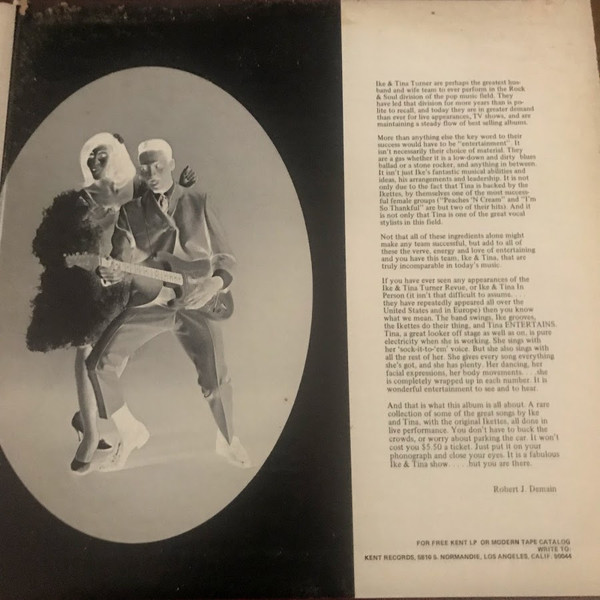 Ike & Tina Turner are perhaps the greatest hus-
band and wife team to ever perform in the Rock
& Soul division of the pop music field. They
have led that division for more years than is po-
lite to recall, and today they are in greater demand
than ever for live appearances, TV shows, and are
maintaining a steady flow of best selling albums.
More than anything else the key word to their
success would have to be "entertainment". It
isn't necessarily their choice of material. They
are a gas whether it is a low-down and dirty blues
ballad or a stone rocker, and anything in between.
It isn't just Ike's fantastic musical abilities and
ideas, his arrangements and leadership. It is not
only due to the fact that Tina is backed by the
Ikettes, by themselves one of the most success-
ful female groups ("Peaches 'N Cream" and "I'm
So Thankful" are but two of their hits). And it
is not only that Tina is one of the great vocal
stylists in this field.
Not that all of these ingredients alone might
make any team successful, but add to all of
these the verve, energy and love of entertaining
and you have this team, Ike & Tina, that are
truly incomparable in today's music.
If you have ever seen any appearances of the
Ike & Tina Turner Revue, or Ike & Tina In
Person (it isn't that difficult to assume. . . .
they have repeatedly appeared all over the
United States and in Europe) then you know
what we mean. The band swings, Ike grooves,
the Ikettes do their thing, and Tina ENTERTAINS.
Tina, a great looker off stage as well as on, is pure
electricity when she is working. She sings with
her 'sock-it-to-'em' voice. But she also sings with
all the rest of her. She gives every song everything
she's got, and she has plenty. Her dancing, her
facial expressions, her body movements. . . .she
is completely wrapped up in each number. It is
wonderful entertainment to see and to hear.
And that is what this album is all about. A rare
collection of some of the great songs by Ike
and Tina, with the original Ikettes, all done in
live performance. You don't have to buck the
crowds, or worry about parking the car. It won't
cost you $5.50 a ticket. Just put it on your
phonograph and close your eyes. It is a fabulous
Ike & Tina show. . . . .but you are there.
Robert J. Demain
FOR FREE KENT LP OR MODERN TAPE CATALOG
WRITE TO:
KENT RECORDS, 5810 S. NORMANDIE, LOS ANGELES, CALIF. 90044